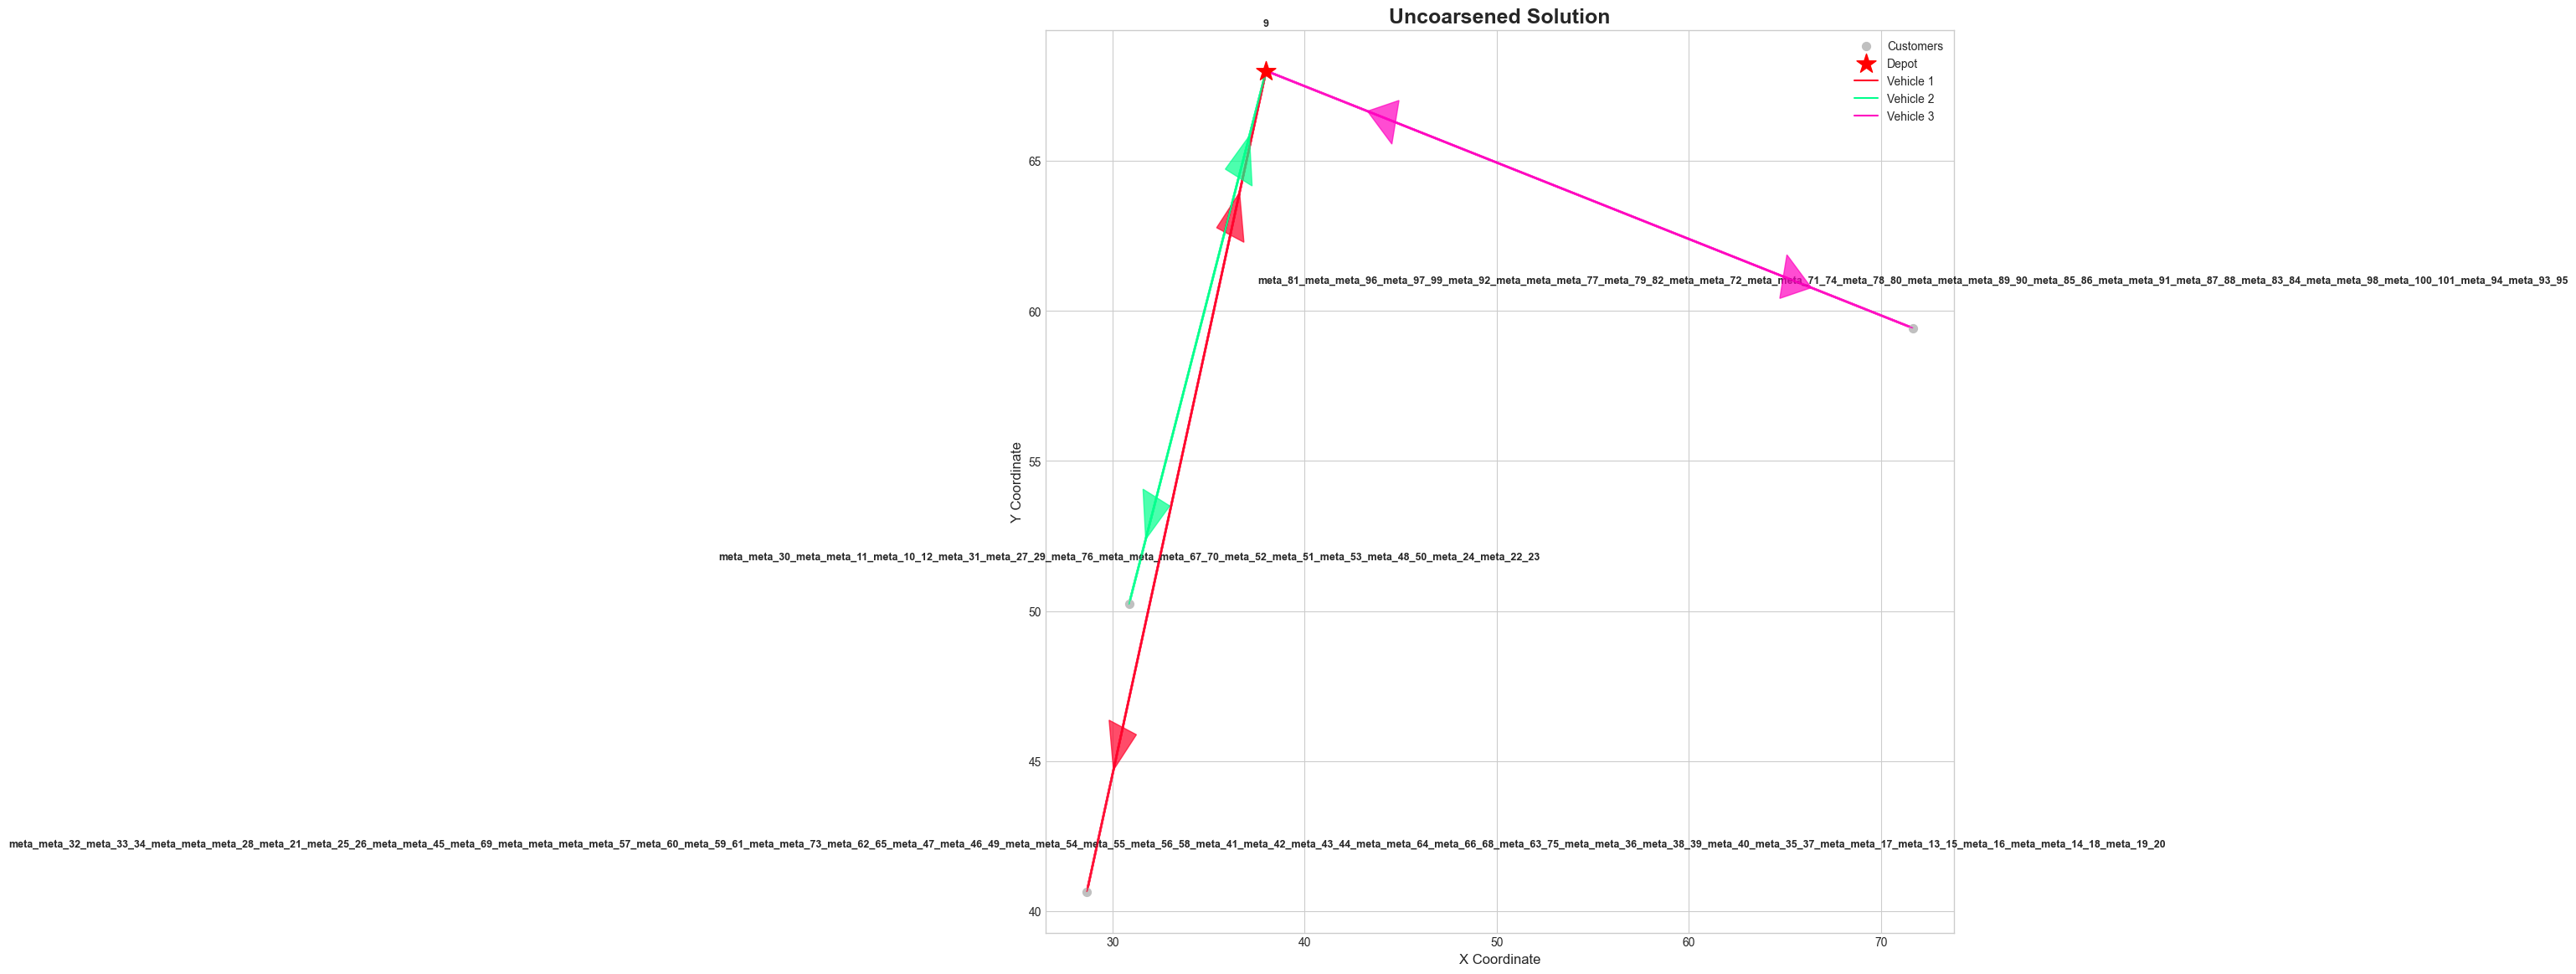 Uncoarsened Solution
9
Customers
Depot
Vehicle 1
Vehicle 2
Vehicle 3
65
meta_81_meta_meta_96_meta_97_99_meta_92_meta_meta_meta_77_meta_79_82_meta_meta_72_meta_71_74_meta_78_80_meta_meta_meta_89_90_meta_85_86_meta_meta_91_meta_87_88_meta_83_84_meta_meta_98_meta_100_101_meta_94_meta_93_95
60
55
Y Coordinate
meta_meta_30_meta_meta_11_meta_10_12_meta_31_meta_27_29_meta_76_meta_meta_meta_67_70_meta_52_meta_51_meta_53_meta_48_50_meta_24_meta_22_23
50
45
meta_meta_32_meta_33_34_meta_meta_meta_28_meta_21_meta_25_26_meta_meta_45_meta_69_meta_meta_meta_meta_57_meta_60_meta_59_61_meta_meta_73_meta_62_65_meta_47_meta_46_49_meta_meta_54_meta_55_meta_56_58_meta_41_meta_42_meta_43_44_meta_meta_64_meta_66_68_meta_63_75_meta_meta_36_meta_38_39_meta_40_meta_35_37_meta_meta_17_meta_13_15_meta_16_meta_meta_14_18_meta_19_20
40
30 40 50 60 70
X Coordinate